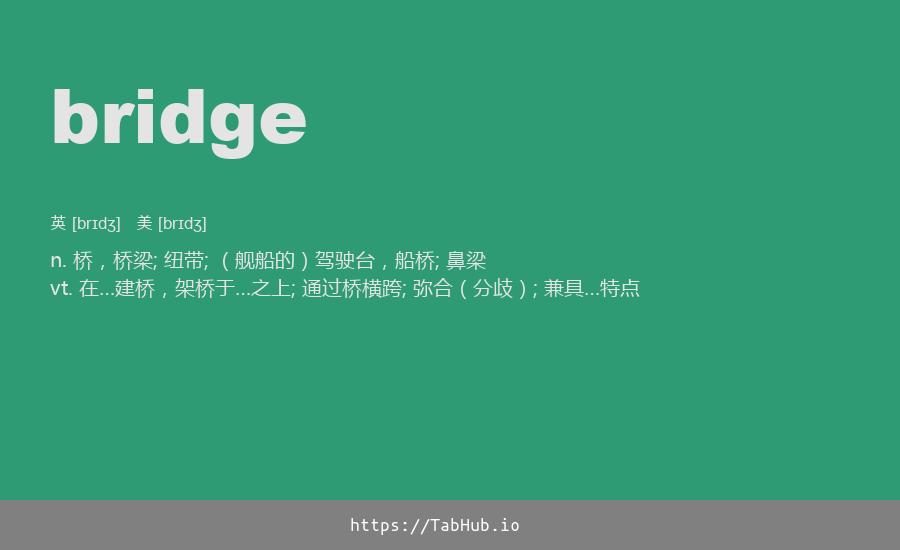 bridge
英 [brɪdʒ] 美 [brɪdʒ]
n. 桥，桥梁; 纽带; （舰船的）驾驶台，船桥; 鼻梁
vt. 在…建桥，架桥于…之上; 通过桥横跨; 弥合（分歧）; 兼具…特点
https://TabHub.io